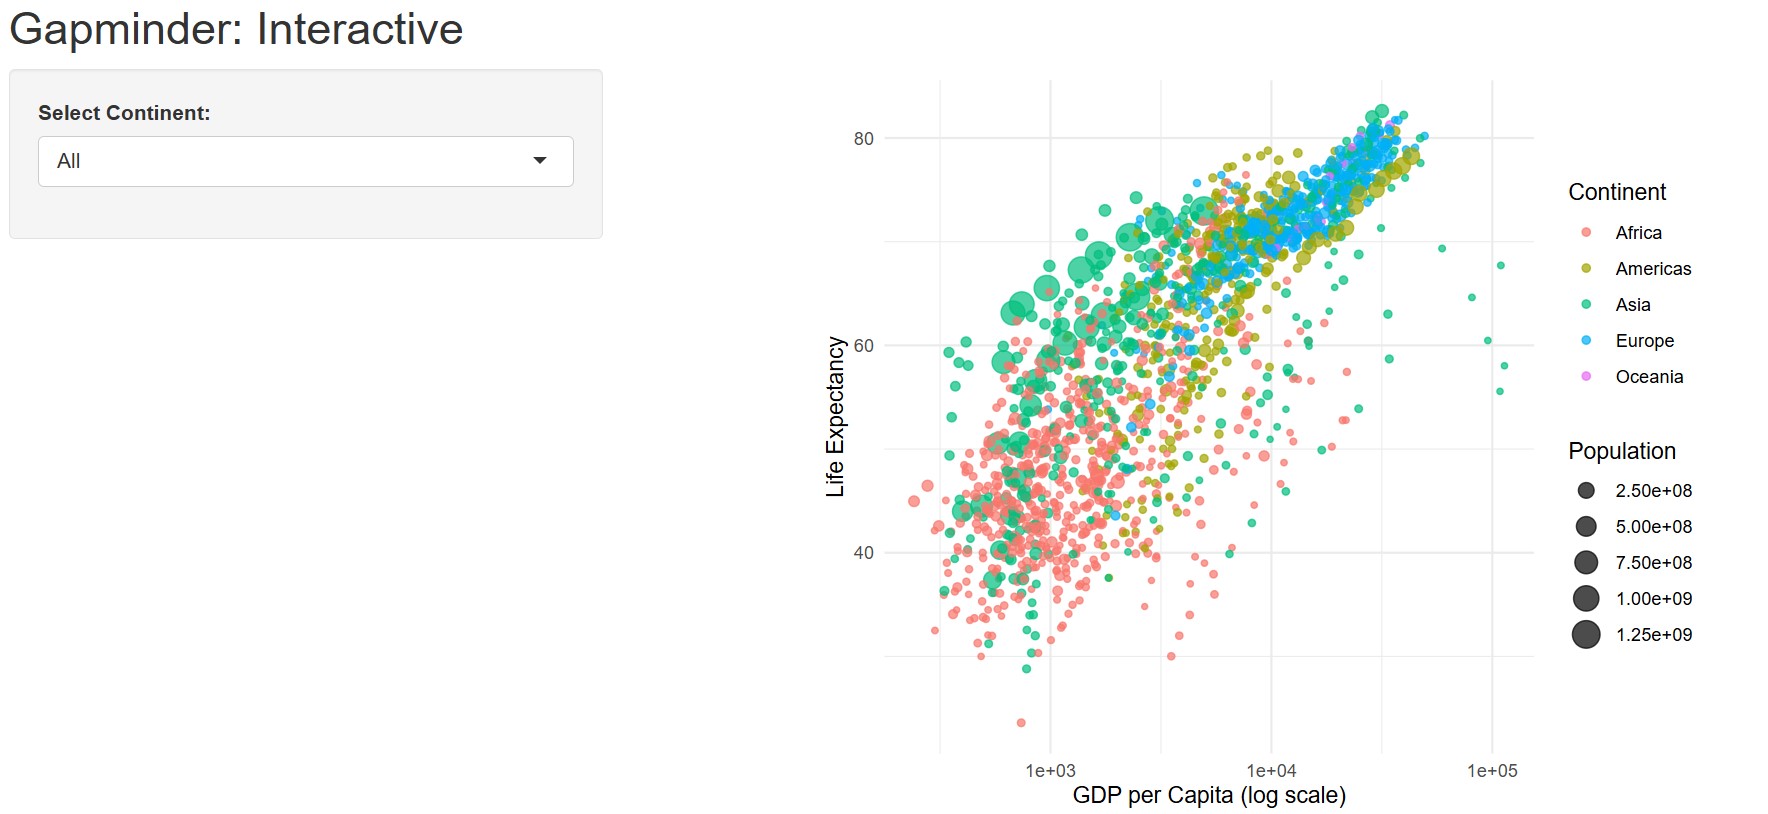 Gapminder: Interactive
Select Continent:
All
80
60
40
Life Expectancy
1e+03
1e+04
1e+05
GDP per Capita (log scale)
Continent
Africa
Americas
Asia
Europe
Oceania
Population
2.50e+08
5.00e+08
7.50e+08
1.00e+09
1.25e+09